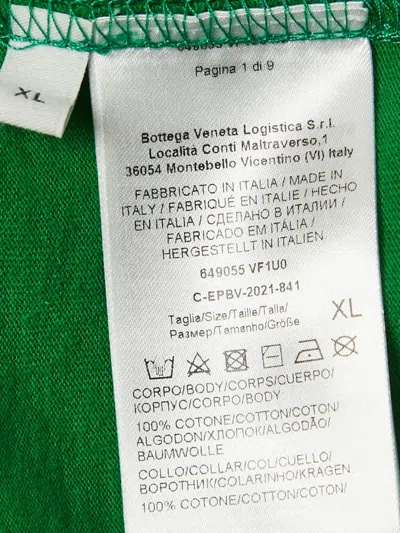 XL
649055 VF1U0
Pagina 1 di 9
Bottega Veneta Logistica S.r.l.
Località Conti Maltraverso,1
36054 Montebello Vicentino (VI) Italy
FABBRICATO IN ITALIA / MADE IN
ITALY / FABRIQUÉ EN ITALIE / HECHO
EN ITALIA / СДЕЛАНО В ИТАЛИИ /
FABRICADO EM ITÁLIA /
HERGESTELLT IN ITALIEN
649055 VF1U0
C-EPBV-2021-841
Taglia/Size/Taille/Talla/
Размер/Tamanho/Größe
XL
CORPO/BODY/CORPS/CUERPO/
КОРПУС/CORPO/BODY
100% COTONE/COTTON/COTON/
ALGODON/ХЛОПОК/ALGODÃO/
BAUMWOLLE
COLLO/COLLAR/COL/CUELLO/
ВОРОТНИК/COLARINHO/KRAGEN
100% COTONE/COTTON/COTON/